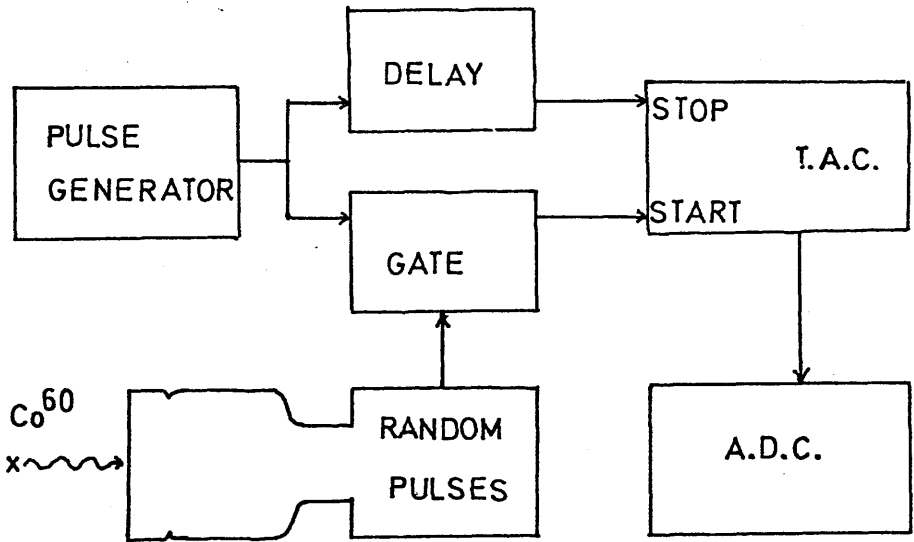 DELAY
PULSE
GENERATOR
STOP
T.A.C.
START
GATE
Co⁶⁰
x
RANDOM
PULSES
A.D.C.